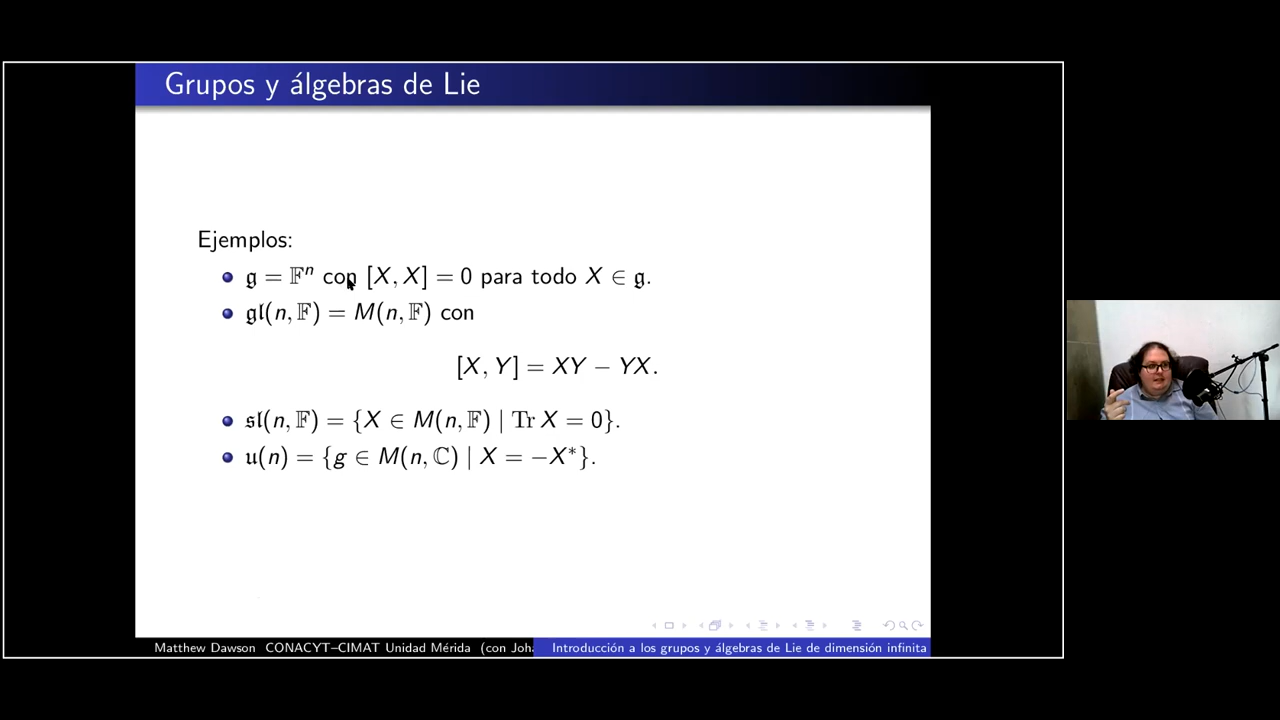 Grupos y álgebras de Lie
Ejemplos:
𝔤 = 𝔽ⁿ con [X, X] = 0 para todo X ∈ 𝔤.
𝔤𝔩(n, 𝔽) = M(n, 𝔽) con
[X, Y] = XY − YX.
𝔰𝔩(n, 𝔽) = {X ∈ M(n, 𝔽) | Tr X = 0}.
𝔲(n) = {g ∈ M(n, ℂ) | X = −X*}.
Matthew Dawson CONACYT–CIMAT Unidad Mérida (con Joha
Introducción a los grupos y álgebras de Lie de dimensión infinita